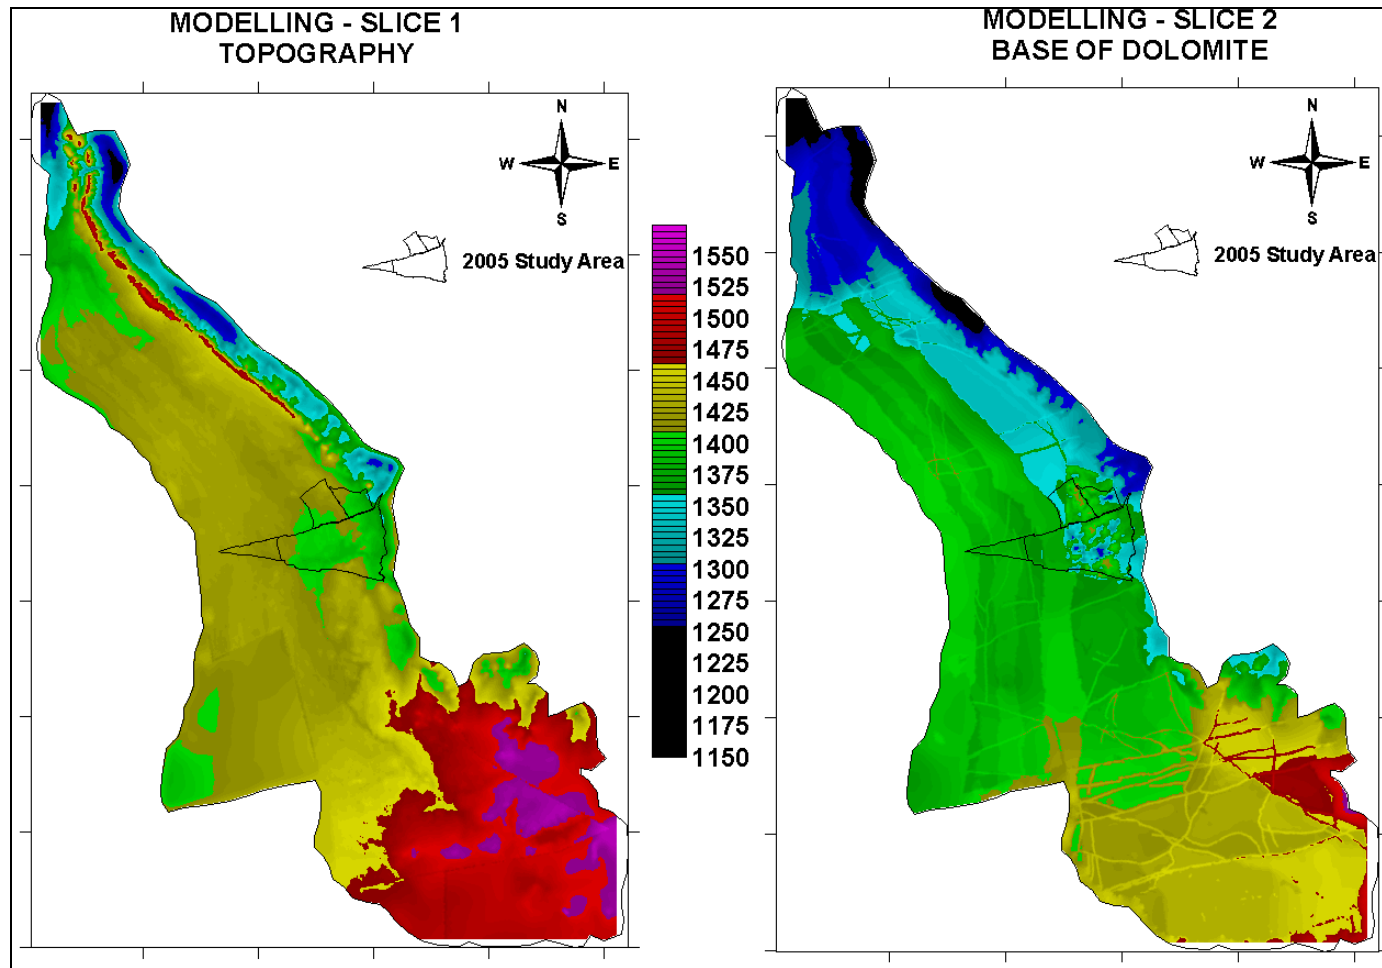 MODELLING - SLICE 1
TOPOGRAPHY
N
W
E
S
2005 Study Area
1550
1525
1500
1475
1450
1425
1400
1375
1350
1325
1300
1275
1250
1225
1200
1175
1150
MODELLING - SLICE 2
BASE OF DOLOMITE
N
W
E
S
2005 Study Area